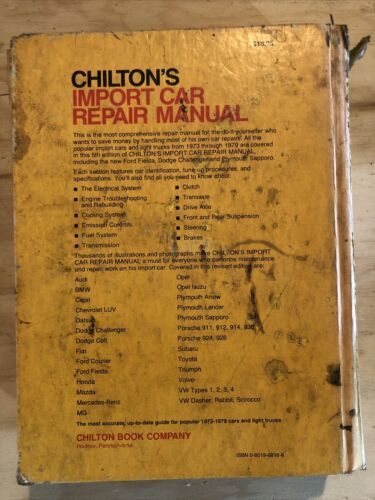 $16.95
CHILTON'S
IMPORT CAR
REPAIR MANUAL
This is the most comprehensive repair manual for the do-it-yourselfer who
wants to save money by handling most of his own car repairs. All the
popular import cars and light trucks from 1973 through 1979 are covered
in this 5th edition of CHILTON'S IMPORT CAR REPAIR MANUAL,
including the new Ford Fiesta, Dodge Challenger and Plymouth Sapporo.
Each section features car identification, tune-up procedures, and
specifications. You'll also find all you need to know about:
■ The Electrical System
■ Engine Troubleshooting
and Rebuilding
■ Cooling System
■ Emission Controls
■ Fuel System
■ Transmission
■ Clutch
■ Transaxle
■ Drive Axle
■ Front and Rear Suspension
■ Steering
■ Brakes
Thousands of illustrations and photographs make CHILTON'S IMPORT
CAR REPAIR MANUAL a must for everyone who performs maintenance
and repair work on his import car. Covered in this revised edition are:
Audi
BMW
Capri
Chevrolet LUV
Datsun
Dodge Challenger
Dodge Colt
Fiat
Ford Courier
Ford Fiesta
Honda
Mazda
Mercedes-Benz
MG
Opel
Opel Isuzu
Plymouth Arrow
Plymouth Lancer
Plymouth Sapporo
Porsche 911, 912, 914, 930
Porsche 924, 928
Subaru
Toyota
Triumph
Volvo
VW Types 1, 2, 3, 4
VW Dasher, Rabbit, Scirocco
The most accurate, up-to-date guide for popular 1973-1979 cars and light trucks
CHILTON BOOK COMPANY
Radnor, Pennsylvania